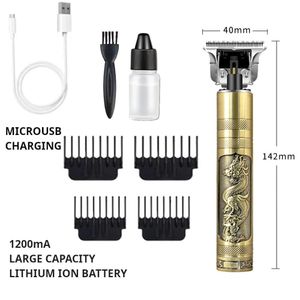 40mm
MICROUSB
CHARGING
142mm
1200mA
LARGE CAPACITY
LITHIUM ION BATTERY